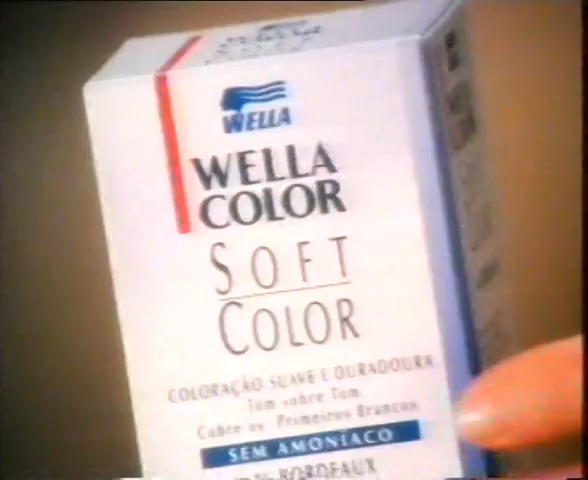 WELLA
WELLA
COLOR
SOFT
COLOR
COLORAÇÃO SUAVE E DURADOURA
Tom sobre Tom
Cobre os Primeiros Brancos
SEM AMONÍACO
BORDEAUX